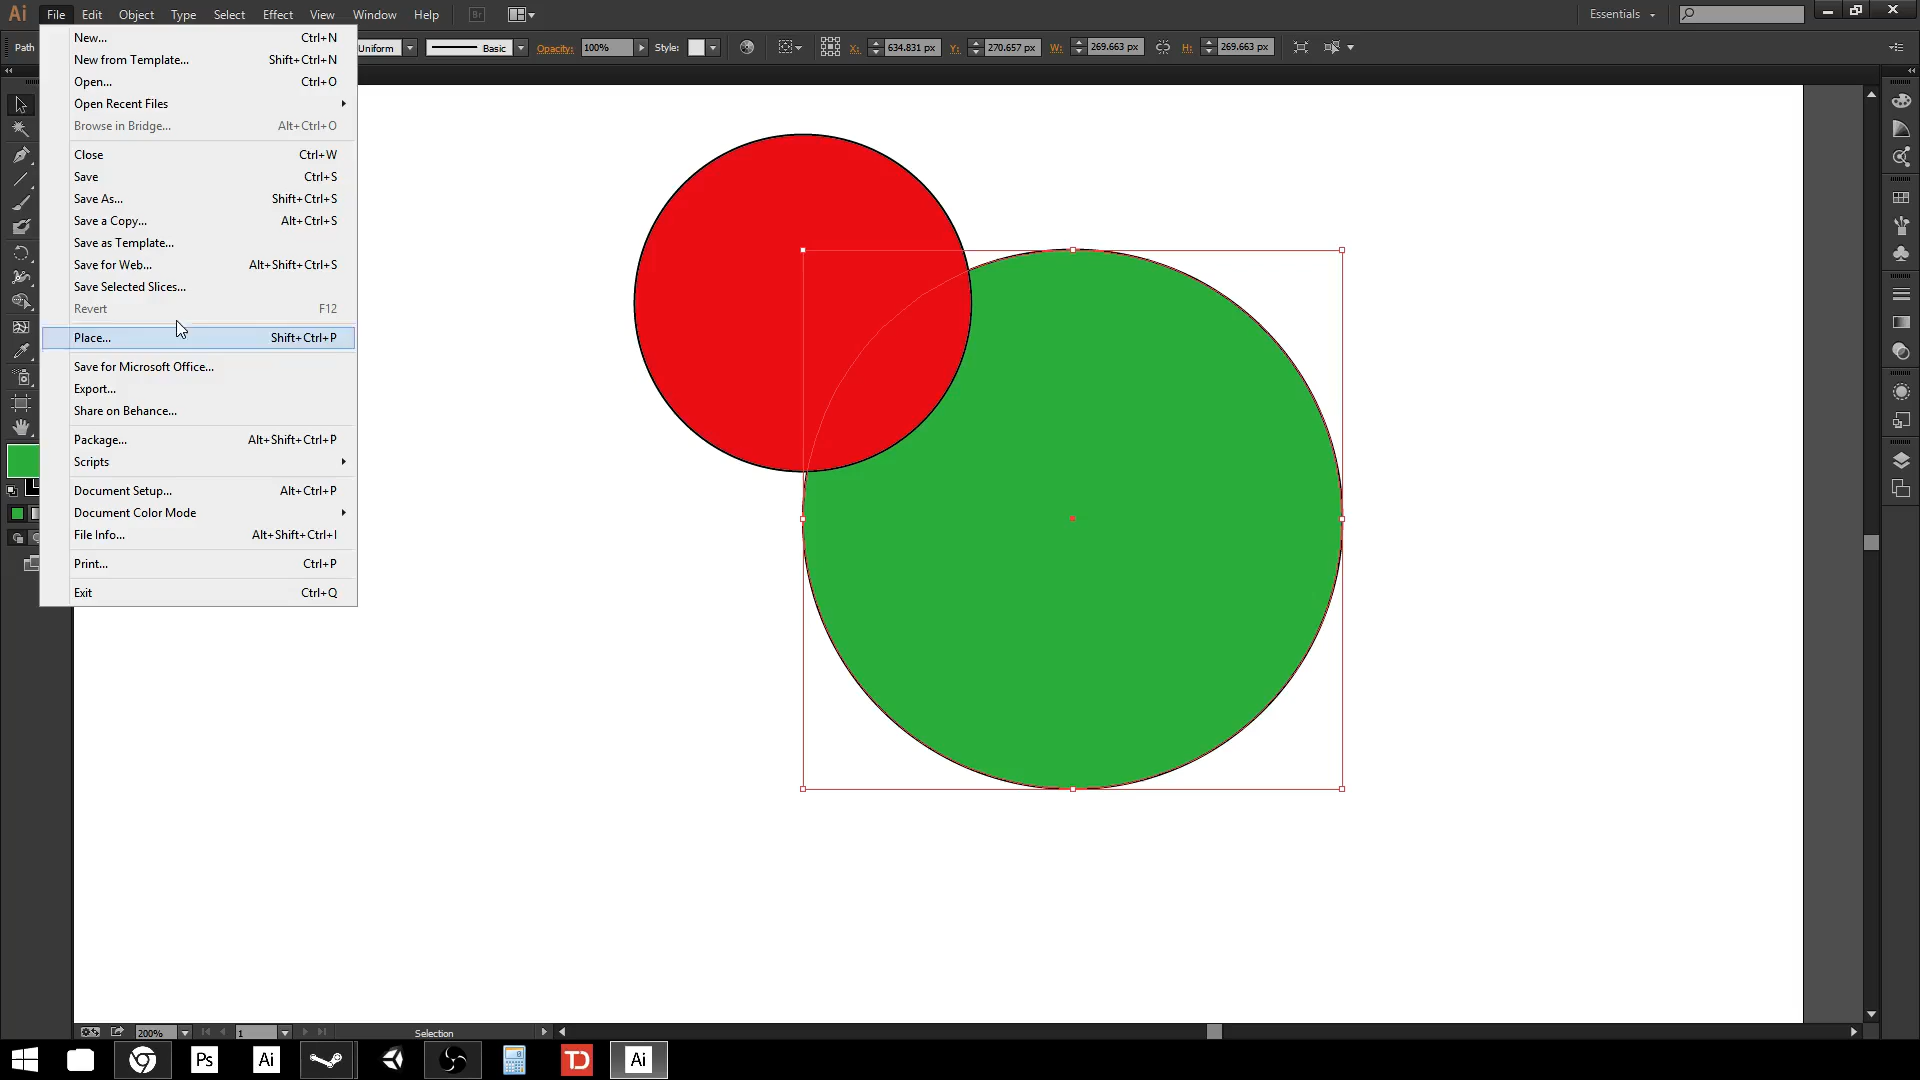 Ai File Edit Object Type Select Effect View Window Help Br Essentials
Path Uniform Basic Opacity: 100% Style: X: 634.831 px Y: 270.657 px W: 269.663 px H: 269.663 px
New... Ctrl+N
New from Template... Shift+Ctrl+N
Open... Ctrl+O
Open Recent Files
Browse in Bridge... Alt+Ctrl+O
Close Ctrl+W
Save Ctrl+S
Save As... Shift+Ctrl+S
Save a Copy... Alt+Ctrl+S
Save as Template...
Save for Web... Alt+Shift+Ctrl+S
Save Selected Slices...
Revert F12
Place... Shift+Ctrl+P
Save for Microsoft Office...
Export...
Share on Behance...
Package... Alt+Shift+Ctrl+P
Scripts
Document Setup... Alt+Ctrl+P
Document Color Mode
File Info... Alt+Shift+Ctrl+I
Print... Ctrl+P
Exit Ctrl+Q
200% 1 Selection
Ps Ai TD Ai